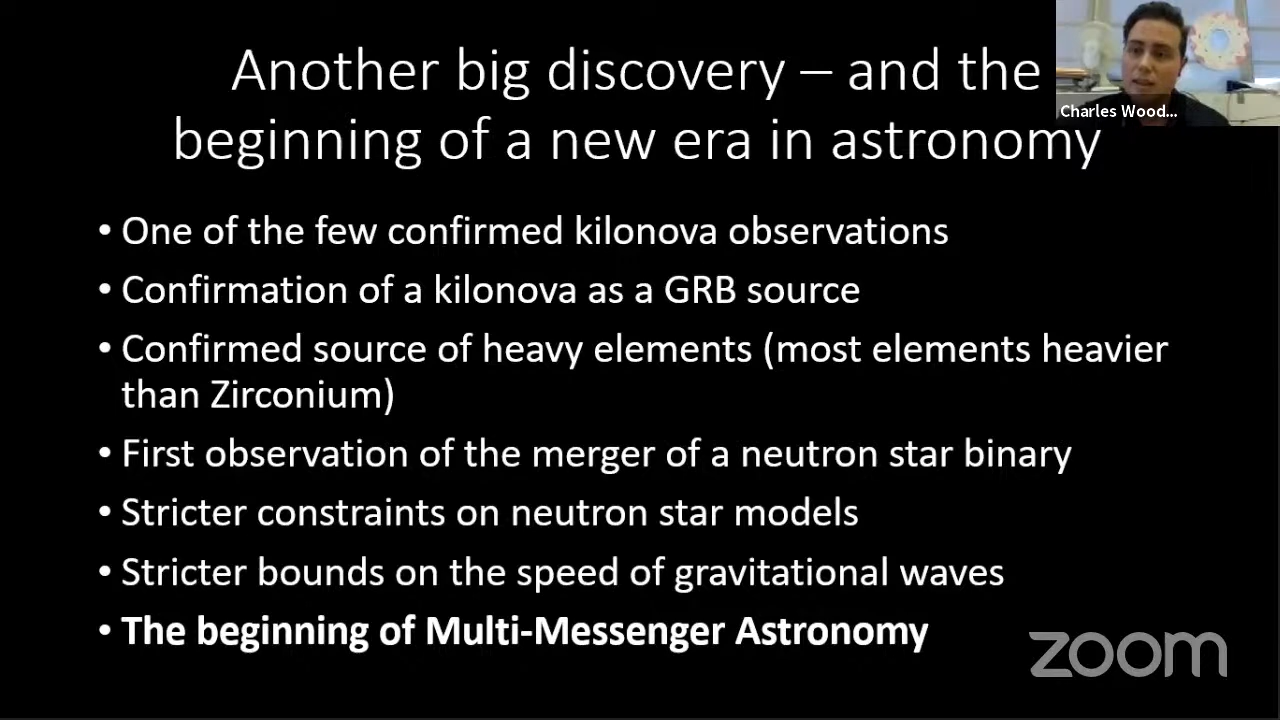 Another big discovery – and the
beginning of a new era in astronomy
Charles Wood...
• One of the few confirmed kilonova observations
• Confirmation of a kilonova as a GRB source
• Confirmed source of heavy elements (most elements heavier
than Zirconium)
• First observation of the merger of a neutron star binary
• Stricter constraints on neutron star models
• Stricter bounds on the speed of gravitational waves
• The beginning of Multi-Messenger Astronomy
zoom